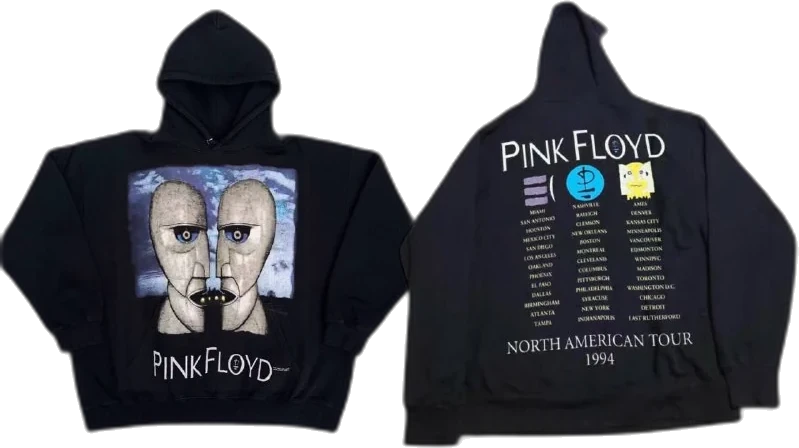 PINK FLOYD
PINK FLOYD
MIAMI
SAN ANTONIO
HOUSTON
MEXICO CITY
SAN DIEGO
LOS ANGELES
OAKLAND
PHOENIX
EL PASO
DALLAS
BIRMINGHAM
ATLANTA
TAMPA
NASHVILLE
RALEIGH
CLEMSON
NEW ORLEANS
BOSTON
MONTREAL
CLEVELAND
COLUMBUS
PITTSBURGH
PHILADELPHIA
SYRACUSE
NEW YORK
INDIANAPOLIS
AMES
DENVER
KANSAS CITY
MINNEAPOLIS
VANCOUVER
EDMONTON
WINNIPEG
MADISON
TORONTO
WASHINGTON D.C.
CHICAGO
DETROIT
EAST RUTHERFORD
NORTH AMERICAN TOUR
1994